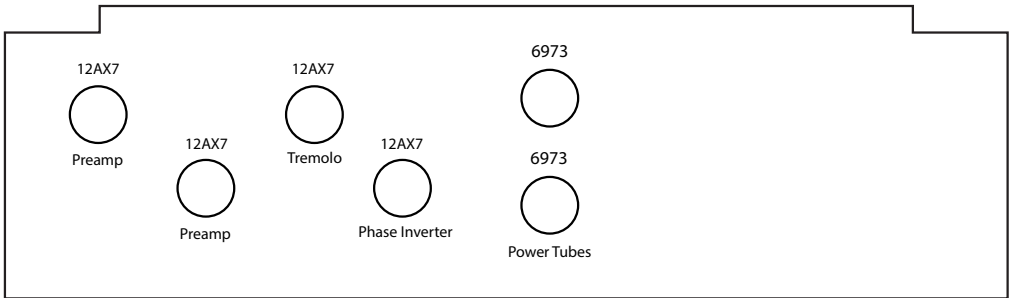 12AX7
Preamp
12AX7
Preamp
12AX7
Tremolo
12AX7
Phase Inverter
6973
6973
Power Tubes